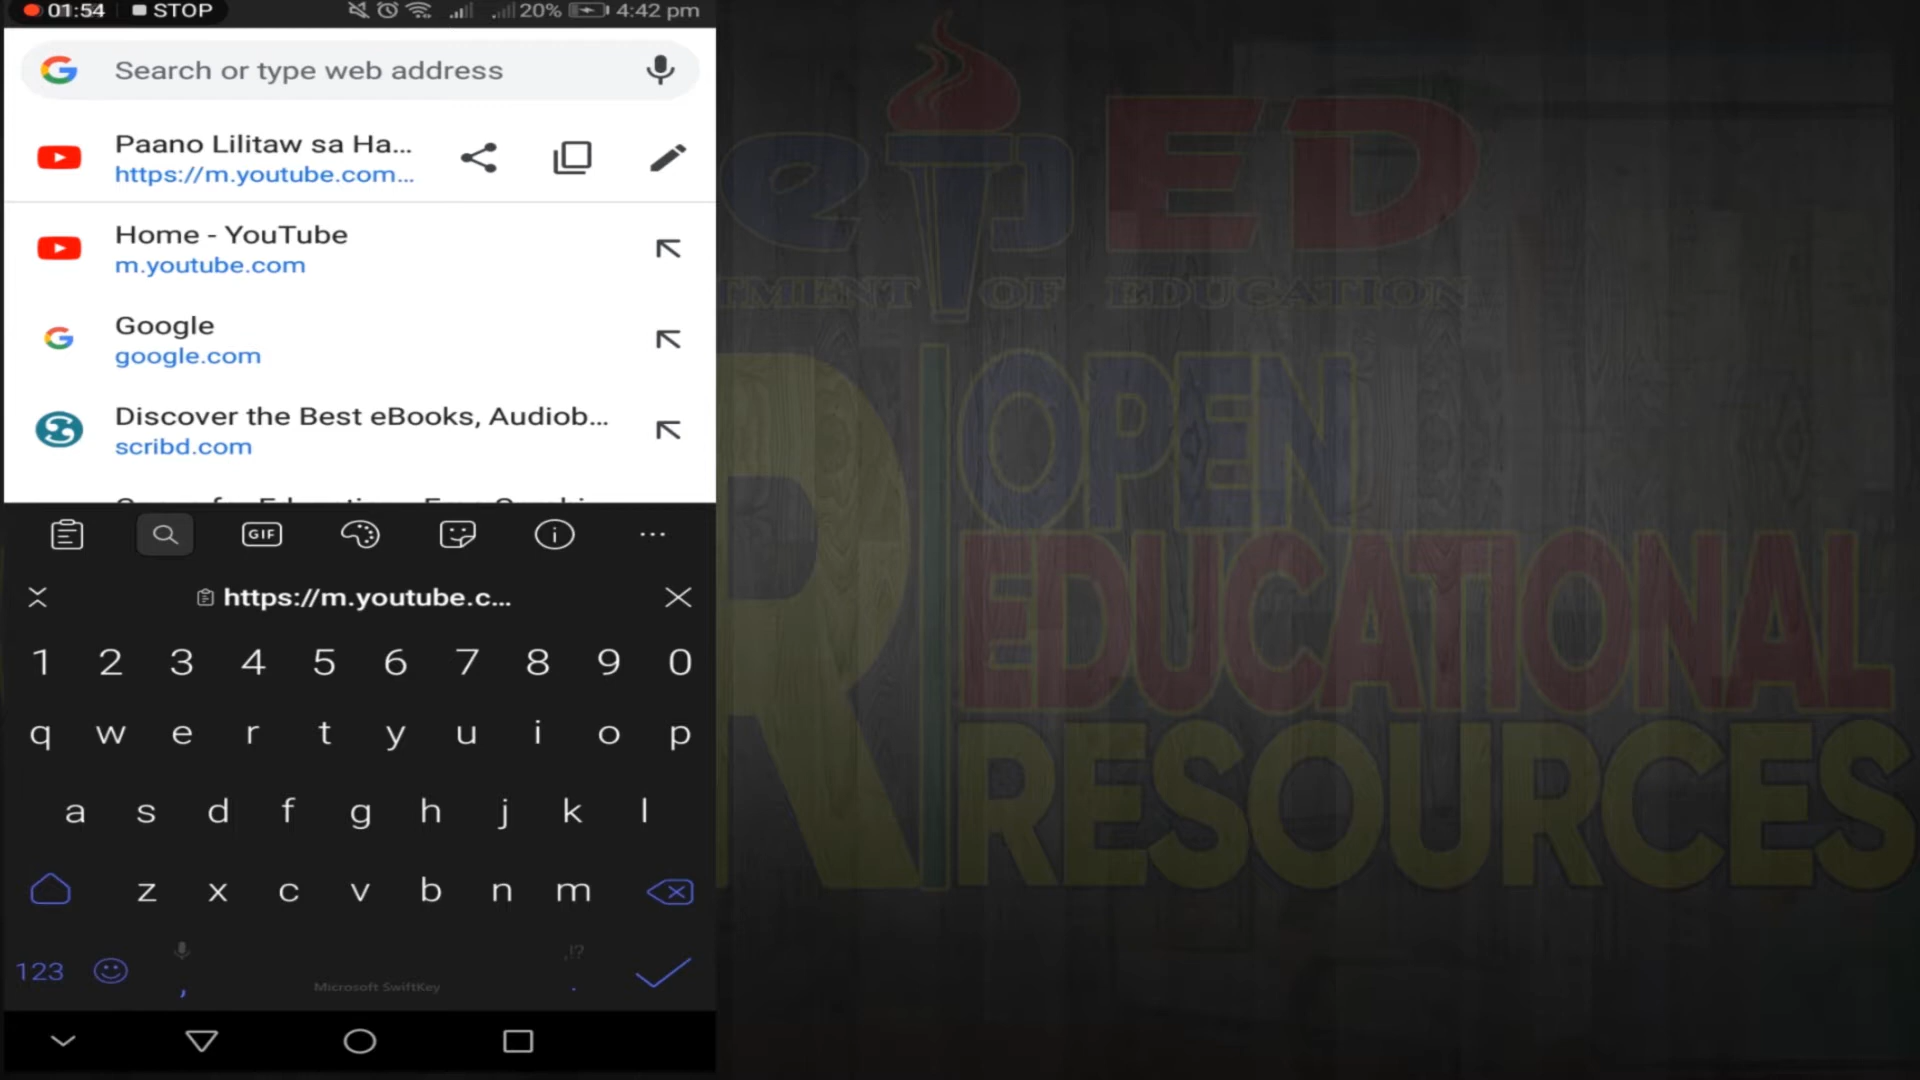 01:54 STOP 20% 4:42 pm
Search or type web address
Paano Lilitaw sa Ha...
https://m.youtube.com...
Home - YouTube
m.youtube.com
Google
google.com
Discover the Best eBooks, Audiob...
scribd.com
GIF
https://m.youtube.c...
1 2 3 4 5 6 7 8 9 0
q w e r t y u i o p
a s d f g h j k l
z x c v b n m
123 , Microsoft SwiftKey ,!? .
ED
OF EDUCATION
R OPEN
EDUCATIONAL
RESOURCES